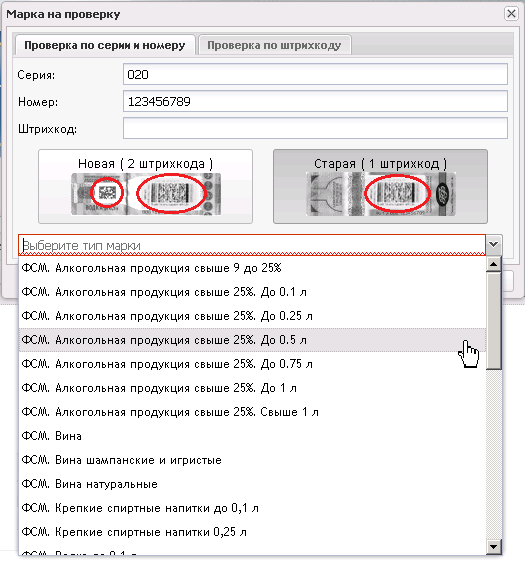 Марка на проверку
Проверка по серии и номеру
Проверка по штрихкоду
Серия:
020
Номер:
123456789
Штрихкод:
Новая ( 2 штрихкода )
Старая ( 1 штрихкод )
Выберите тип марки
ФСМ. Алкогольная продукция свыше 9 до 25%
ФСМ. Алкогольная продукция свыше 25%. До 0.1 л
ФСМ. Алкогольная продукция свыше 25%. До 0.25 л
ФСМ. Алкогольная продукция свыше 25%. До 0.5 л
ФСМ. Алкогольная продукция свыше 25%. До 0.75 л
ФСМ. Алкогольная продукция свыше 25%. До 1 л
ФСМ. Алкогольная продукция свыше 25%. Свыше 1 л
ФСМ. Вина
ФСМ. Вина шампанские и игристые
ФСМ. Вина натуральные
ФСМ. Крепкие спиртные напитки до 0,1 л
ФСМ. Крепкие спиртные напитки 0,25 л
ФСМ. Водка до 0,1 л